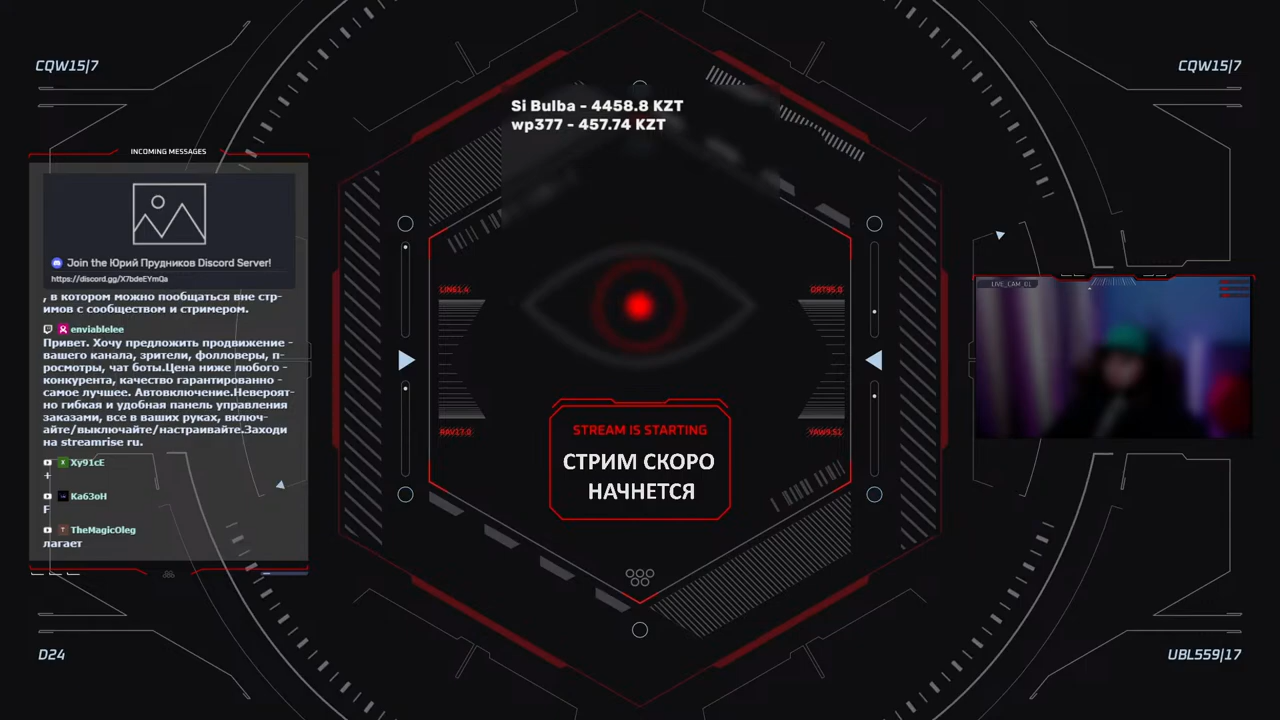 CQW15|7
CQW15|7
Si Bulba - 4458.8 KZT
wp377 - 457.74 KZT
INCOMING MESSAGES
Join the Юрий Прудников Discord Server!
https://discord.gg/X7bdeEYmQa
, в котором можно пообщаться вне стр-
имов с сообществом и стримером.
enviablelee
Привет. Хочу предложить продвижение -
вашего канала, зрители, фолловеры, п-
росмотры, чат боты.Цена ниже любого -
конкурента, качество гарантированно -
самое лучшее. Автовключение.Невероят-
но гибкая и удобная панель управления
заказами, все в ваших руках, включ-
айте/выключайте/настраивайте.Заходи
на streamrise ru.
Xy91cE
+
Ka63oH
F
TheMagicOleg
лагает
LIVE_CAM_01
STREAM IS STARTING
СТРИМ СКОРО
НАЧНЕТСЯ
D24
UBL559|17